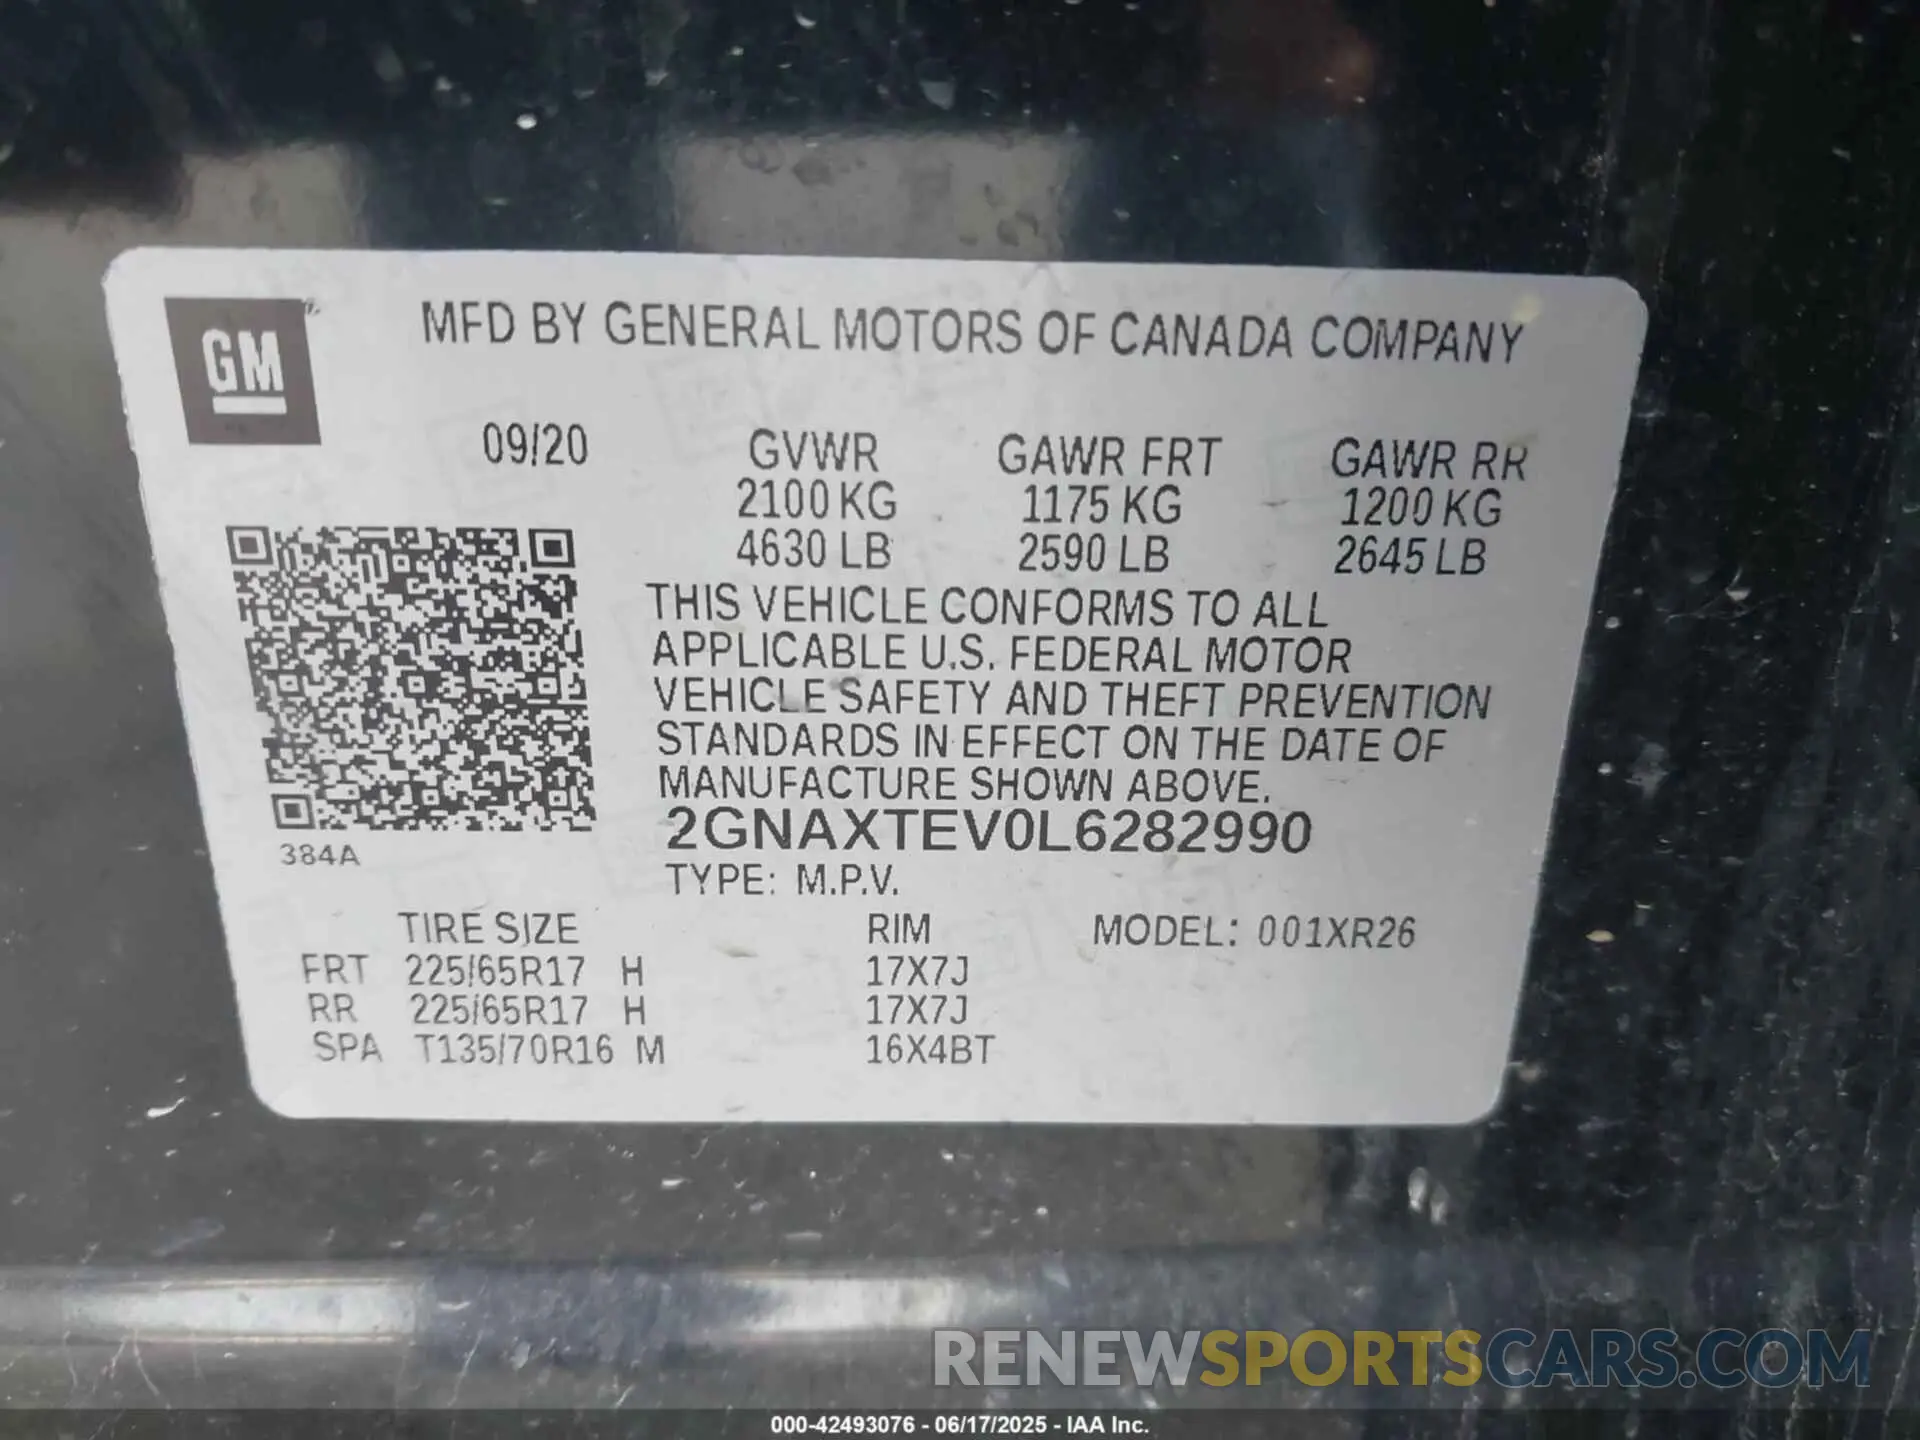 GM
MFD BY GENERAL MOTORS OF CANADA COMPANY
09/20 GVWR GAWR FRT GAWR RR
2100 KG 1175 KG 1200 KG
4630 LB 2590 LB 2645 LB
THIS VEHICLE CONFORMS TO ALL
APPLICABLE U.S. FEDERAL MOTOR
VEHICLE SAFETY AND THEFT PREVENTION
STANDARDS IN EFFECT ON THE DATE OF
MANUFACTURE SHOWN ABOVE.
2GNAXTEV0L6282990
384A
TYPE: M.P.V.
TIRE SIZE RIM MODEL: 001XR26
FRT 225/65R17 H 17X7J
RR 225/65R17 H 17X7J
SPA T135/70R16 M 16X4BT
RENEWSPORTSCARS.COM
000-42493076 - 06/17/2025 - IAA Inc.